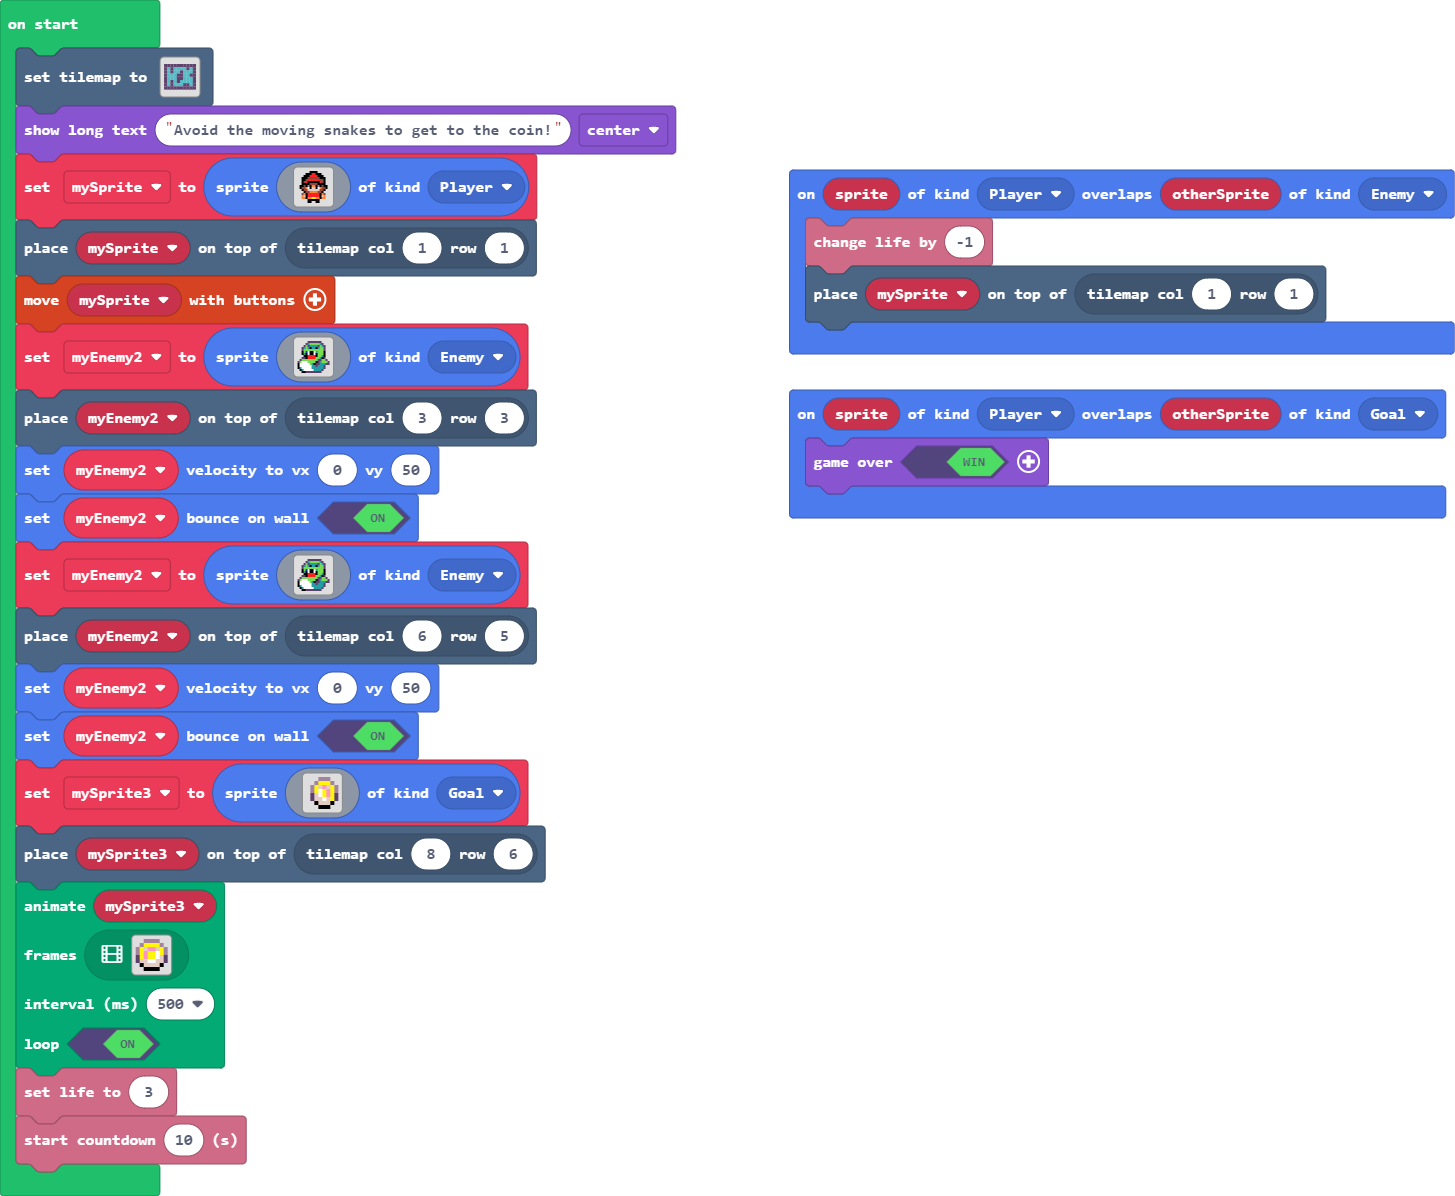 on start
set tilemap to
show long text "Avoid the moving snakes to get to the coin!" center
set mySprite to sprite of kind Player
place mySprite on top of tilemap col 1 row 1
move mySprite with buttons
set myEnemy2 to sprite of kind Enemy
place myEnemy2 on top of tilemap col 3 row 3
set myEnemy2 velocity to vx 0 vy 50
set myEnemy2 bounce on wall ON
set myEnemy2 to sprite of kind Enemy
place myEnemy2 on top of tilemap col 6 row 5
set myEnemy2 velocity to vx 0 vy 50
set myEnemy2 bounce on wall ON
set mySprite3 to sprite of kind Goal
place mySprite3 on top of tilemap col 8 row 6
animate mySprite3
frames
interval (ms) 500
loop ON
set life to 3
start countdown 10 (s)
on sprite of kind Player overlaps otherSprite of kind Enemy
change life by -1
place mySprite on top of tilemap col 1 row 1
on sprite of kind Player overlaps otherSprite of kind Goal
game over WIN